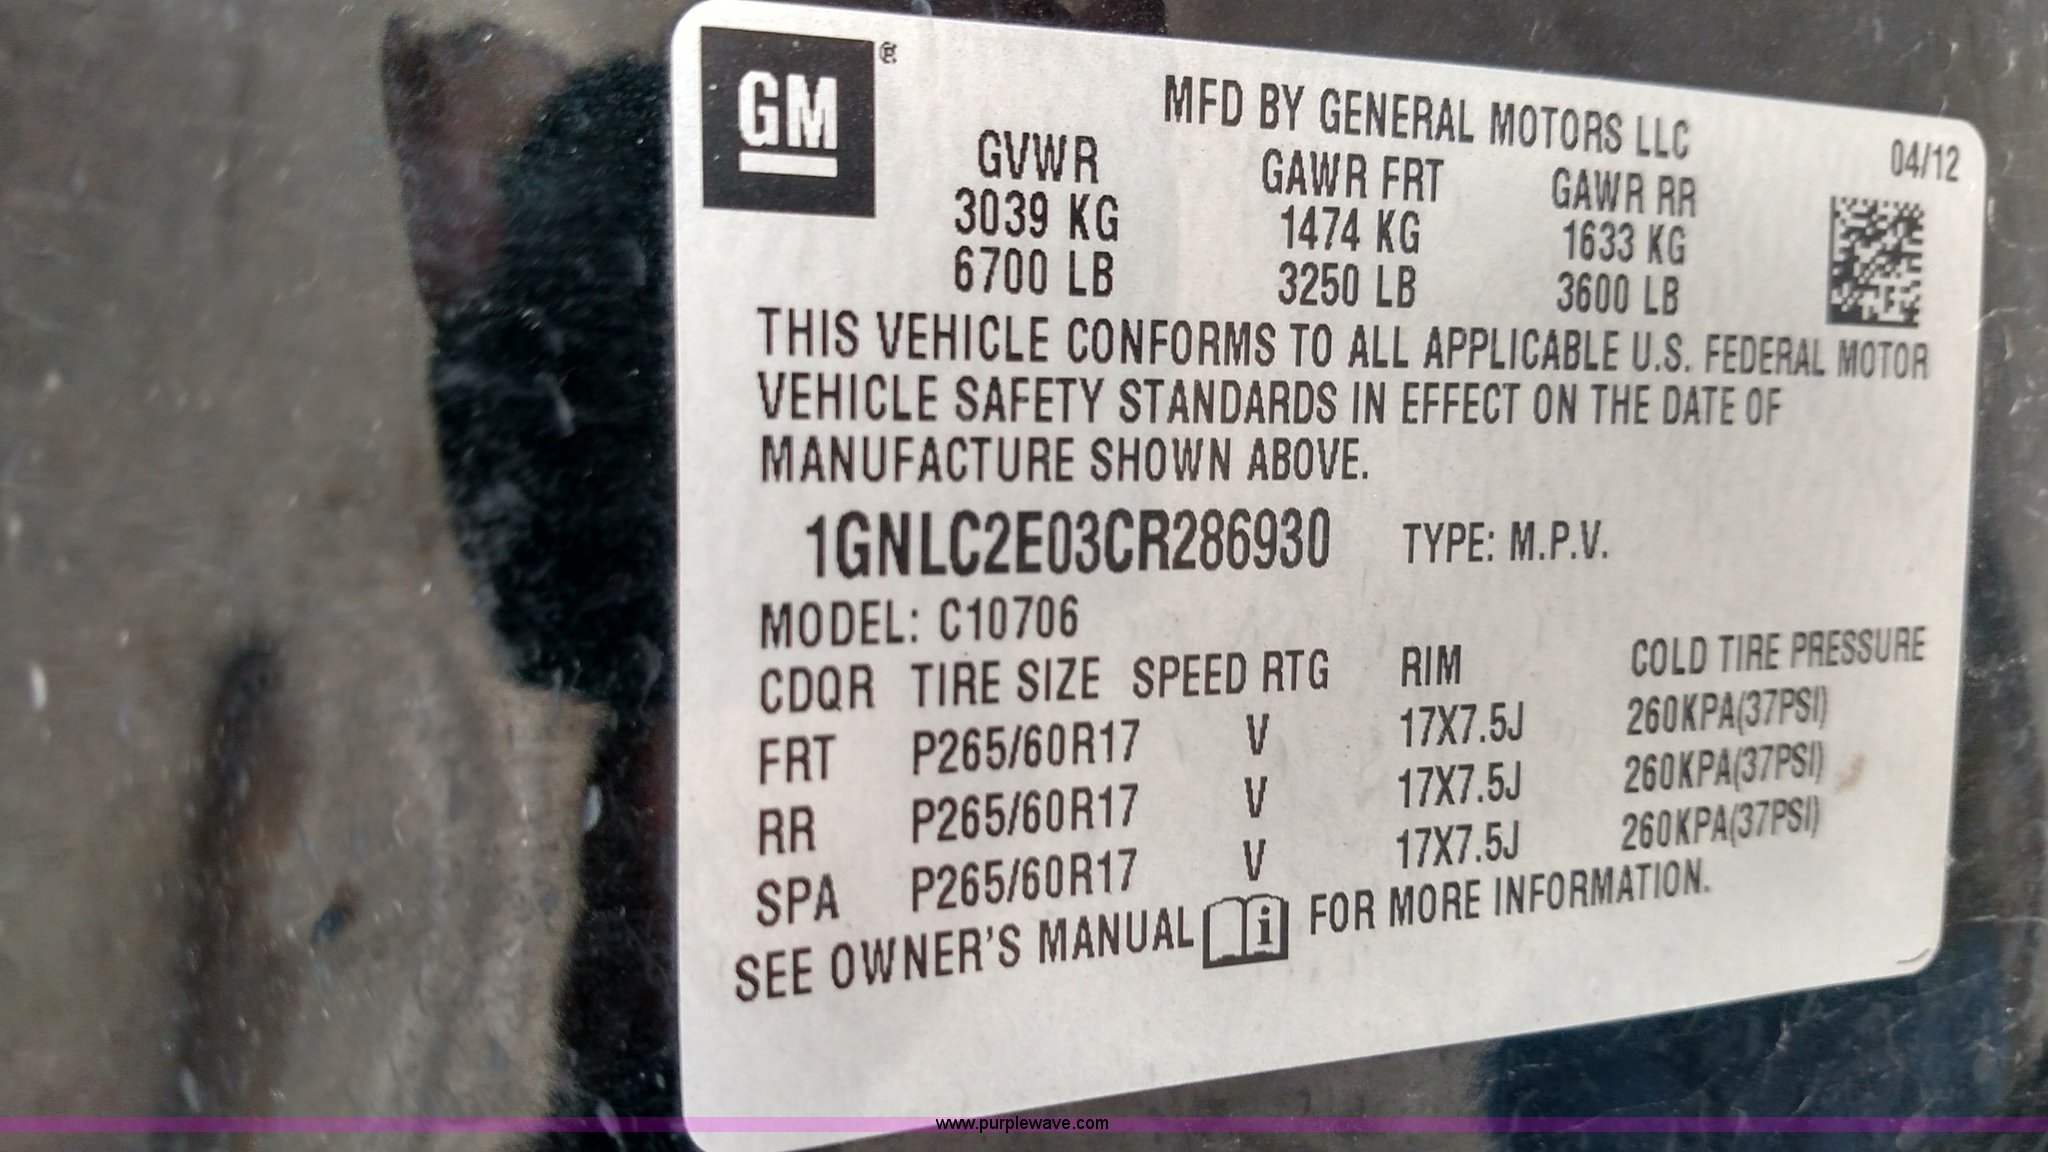 GM ®
MFD BY GENERAL MOTORS LLC
04/12
GVWR GAWR FRT GAWR RR
3039 KG 1474 KG 1633 KG
6700 LB 3250 LB 3600 LB
THIS VEHICLE CONFORMS TO ALL APPLICABLE U.S. FEDERAL MOTOR
VEHICLE SAFETY STANDARDS IN EFFECT ON THE DATE OF
MANUFACTURE SHOWN ABOVE.
1GNLC2E03CR286930 TYPE: M.P.V.
MODEL: C10706
CDQR TIRE SIZE SPEED RTG RIM COLD TIRE PRESSURE
FRT P265/60R17 V 17X7.5J 260KPA(37PSI)
RR P265/60R17 V 17X7.5J 260KPA(37PSI)
SPA P265/60R17 V 17X7.5J 260KPA(37PSI)
SEE OWNER'S MANUAL i FOR MORE INFORMATION.
www.purplewave.com